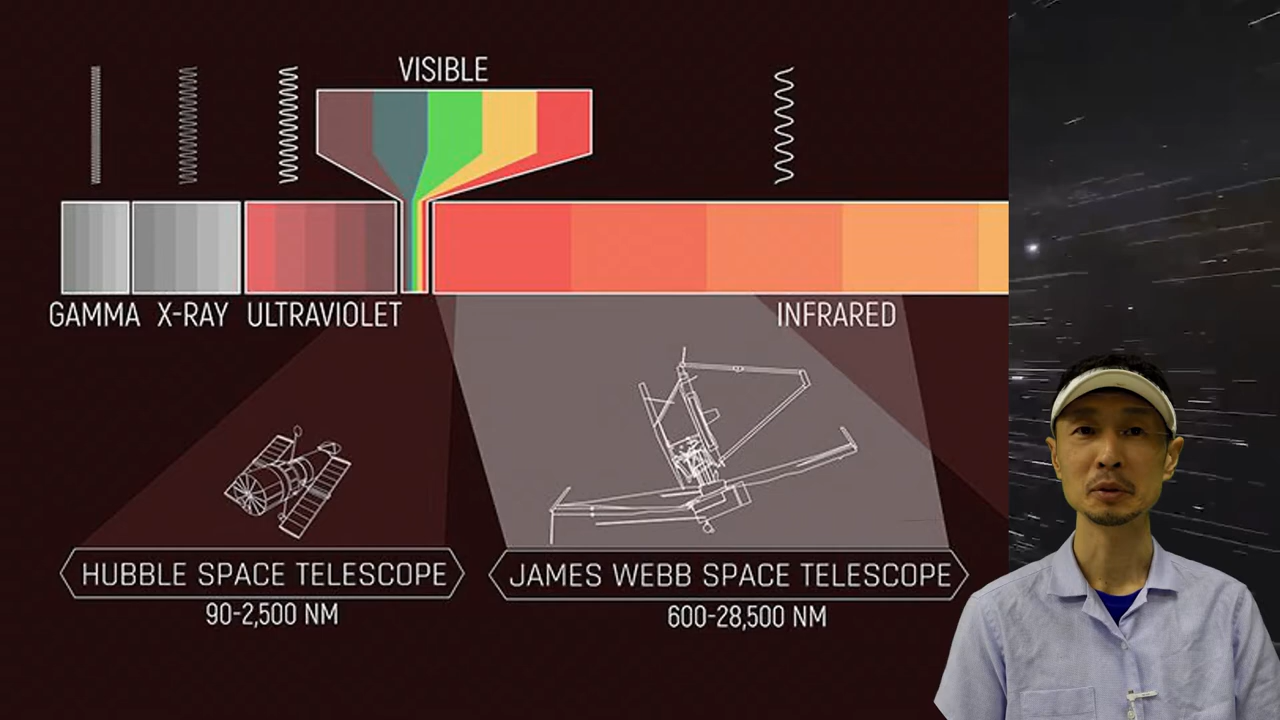 VISIBLE
GAMMA X-RAY ULTRAVIOLET INFRARED
HUBBLE SPACE TELESCOPE
90-2,500 NM
JAMES WEBB SPACE TELESCOPE
600-28,500 NM